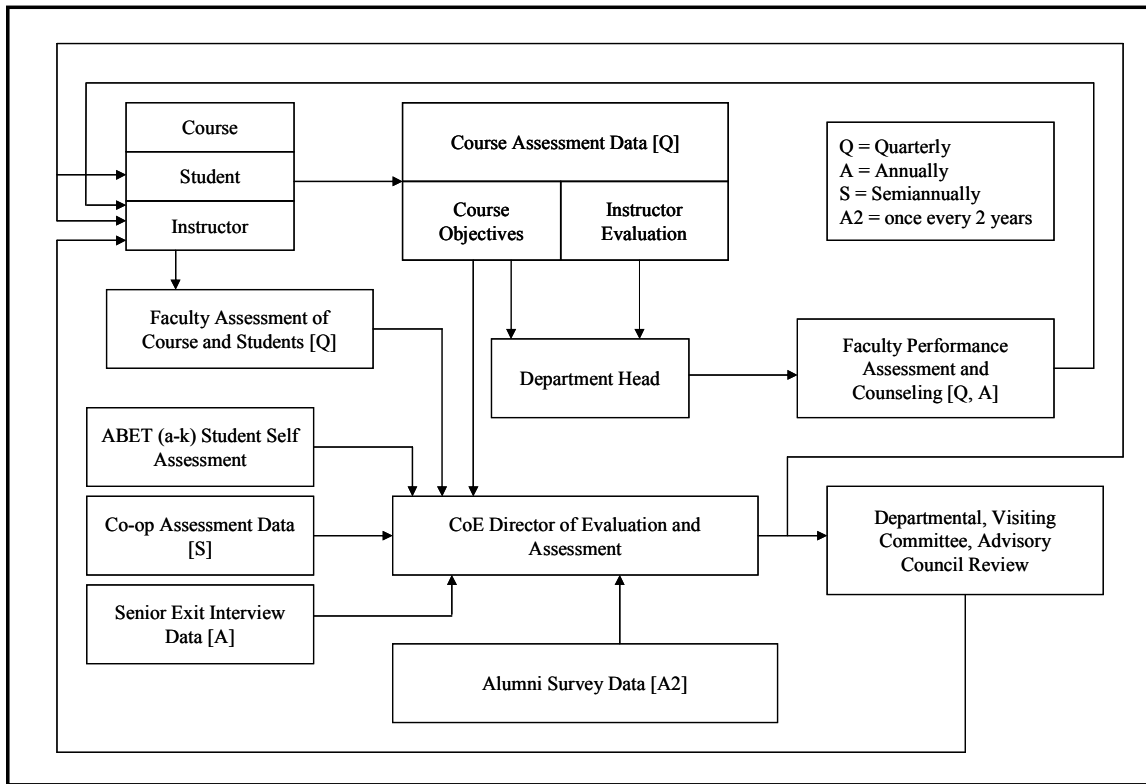 Course
Student
Instructor
Course Assessment Data [Q]
Course
Objectives
Instructor
Evaluation
Q = Quarterly
A = Annually
S = Semiannually
A2 = once every 2 years
Faculty Assessment of
Course and Students [Q]
Department Head
Faculty Performance
Assessment and
Counseling [Q, A]
ABET (a-k) Student Self
Assessment
Co-op Assessment Data
[S]
CoE Director of Evaluation and
Assessment
Departmental, Visiting
Committee, Advisory
Council Review
Senior Exit Interview
Data [A]
Alumni Survey Data [A2]